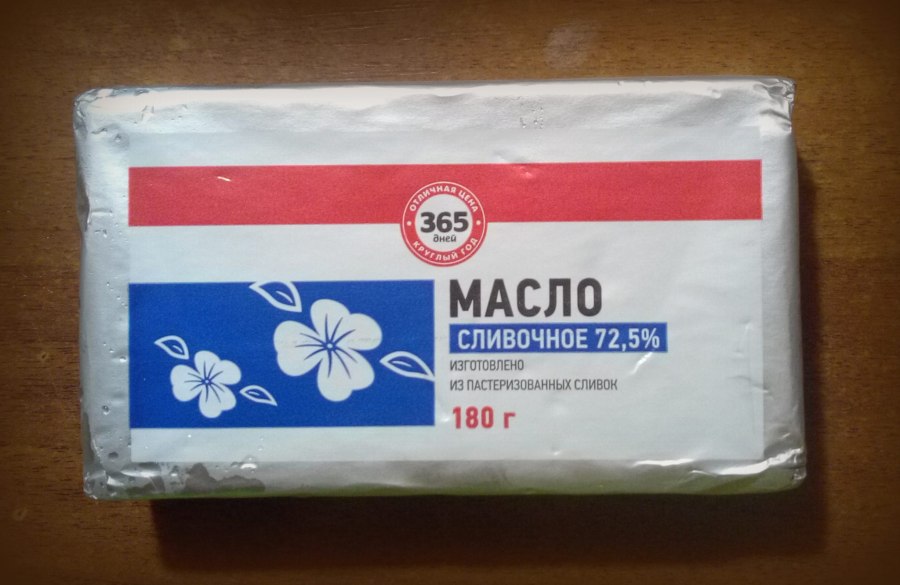 ОТЛИЧНАЯ ЦЕНА
365
дней
КРУГЛЫЙ ГОД
МАСЛО
СЛИВОЧНОЕ 72,5%
ИЗГОТОВЛЕНО
ИЗ ПАСТЕРИЗОВАННЫХ СЛИВОК
180 г